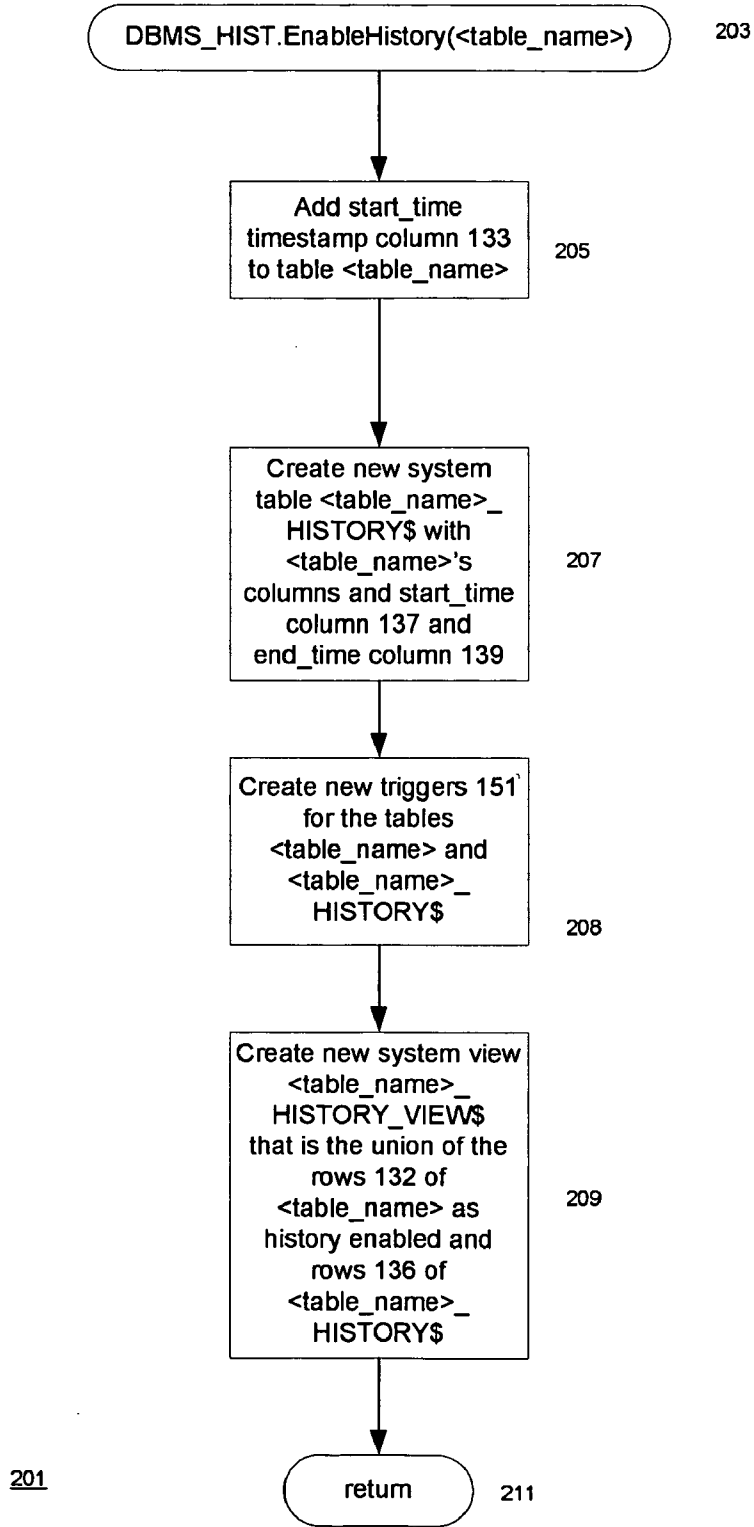 DBMS_HIST.EnableHistory(<table_name>)
203
Add start_time
timestamp column 133
to table <table_name>
205
Create new system
table <table_name>_
HISTORY$ with
<table_name>'s
columns and start_time
column 137 and
end_time column 139
207
Create new triggers 151
for the tables
<table_name> and
<table_name>_
HISTORY$
208
Create new system view
<table_name>_
HISTORY_VIEW$
that is the union of the
rows 132 of
<table_name> as
history enabled and
rows 136 of
<table_name>_
HISTORY$
209
return
211
201